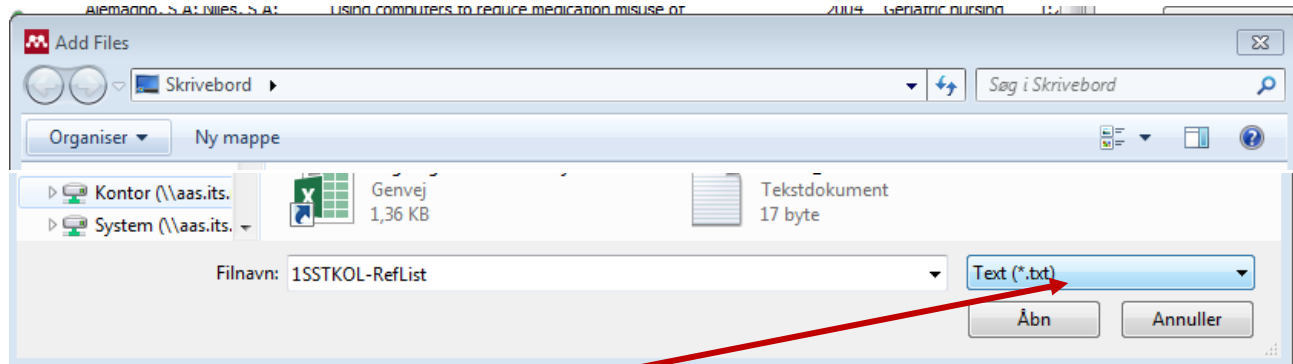 Alemagno, S A; Niles, S A; Using computers to reduce medication misuse of 2004 Geriatric nursing
Add Files
Skrivebord Søg i Skrivebord
Organiser Ny mappe
Kontor (\\aas.its. Genvej Tekstdokument
1,36 KB 17 byte
System (\\aas.its.
Filnavn: 1SSTKOL-RefList Text (*.txt)
Åbn Annuller